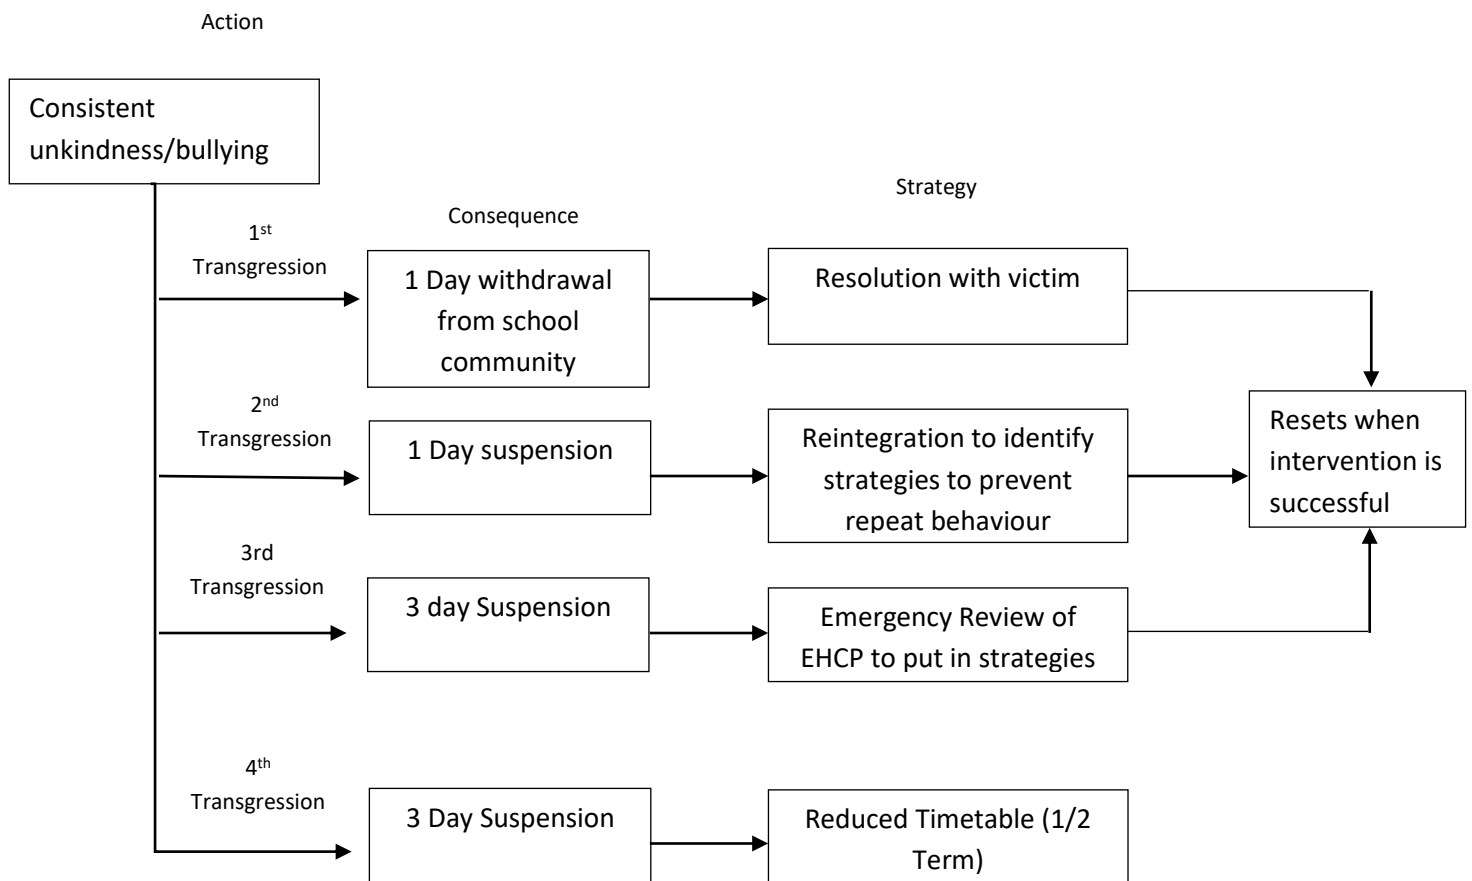 Action
Consistent
unkindness/bullying
Strategy
Consequence
1st
Transgression
1 Day withdrawal
from school
community
Resolution with victim
2nd
Transgression
1 Day suspension
Reintegration to identify
strategies to prevent
repeat behaviour
Resets when
intervention is
successful
3rd
Transgression
3 day Suspension
Emergency Review of
EHCP to put in strategies
4th
Transgression
3 Day Suspension
Reduced Timetable (1/2
Term)